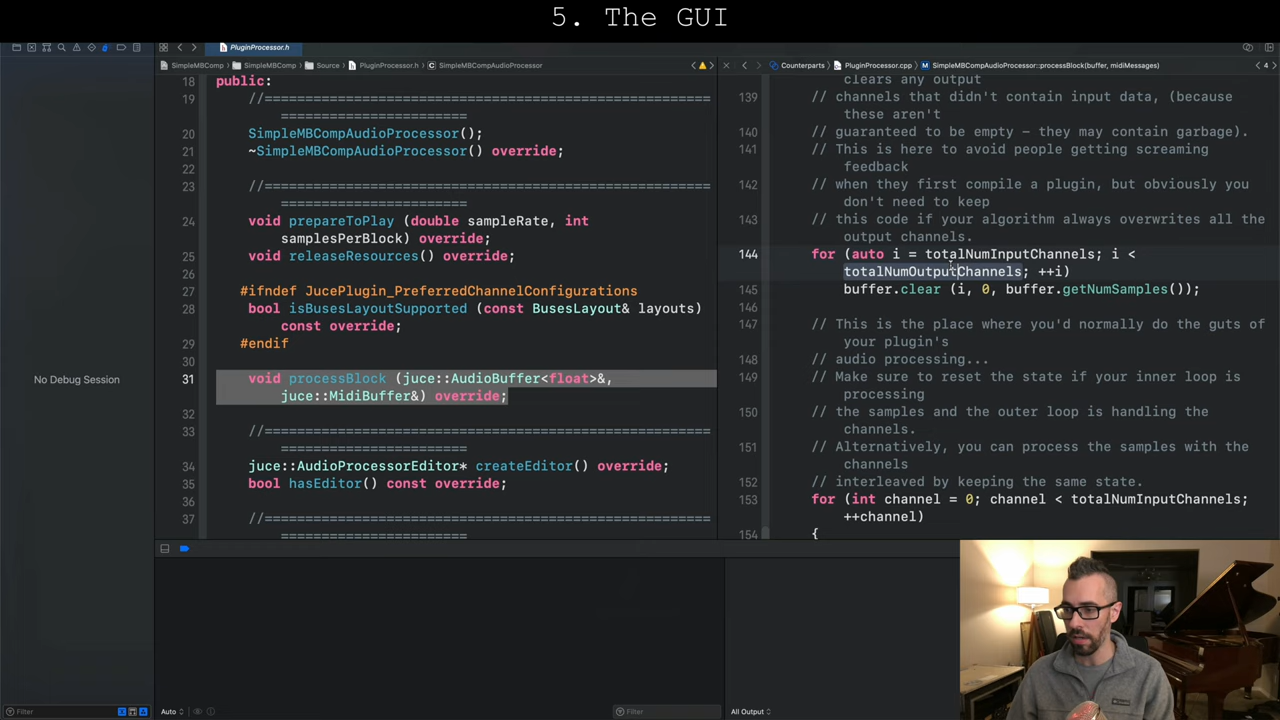 5. The GUI
PluginProcessor.h
SimpleMBComp
SimpleMBComp
Source
PluginProcessor.h
C SimpleMBCompAudioProcessor
18 public:
19 //=========================================================
=======================
20 SimpleMBCompAudioProcessor();
21 ~SimpleMBCompAudioProcessor() override;
22
23 //=========================================================
=======================
24 void prepareToPlay (double sampleRate, int
samplesPerBlock) override;
25 void releaseResources() override;
26
27 #ifndef JucePlugin_PreferredChannelConfigurations
28 bool isBusesLayoutSupported (const BusesLayout& layouts)
const override;
29 #endif
30
31 void processBlock (juce::AudioBuffer<float>&,
juce::MidiBuffer&) override;
32
33 //=========================================================
=======================
34 juce::AudioProcessorEditor* createEditor() override;
35 bool hasEditor() const override;
36
37 //=========================================================
=======================
Counterparts
PluginProcessor.cpp
M SimpleMBCompAudioProcessor::processBlock(buffer, midiMessages)
4
clears any output
139 // channels that didn't contain input data, (because
these aren't
140 // guaranteed to be empty - they may contain garbage).
141 // This is here to avoid people getting screaming
feedback
142 // when they first compile a plugin, but obviously you
don't need to keep
143 // this code if your algorithm always overwrites all the
output channels.
144 for (auto i = totalNumInputChannels; i <
totalNumOutputChannels; ++i)
145 buffer.clear (i, 0, buffer.getNumSamples());
146
147 // This is the place where you'd normally do the guts of
your plugin's
148 // audio processing...
149 // Make sure to reset the state if your inner loop is
processing
150 // the samples and the outer loop is handling the
channels.
151 // Alternatively, you can process the samples with the
channels
152 // interleaved by keeping the same state.
153 for (int channel = 0; channel < totalNumInputChannels;
++channel)
154 {
No Debug Session
Filter
Auto
Filter
All Output